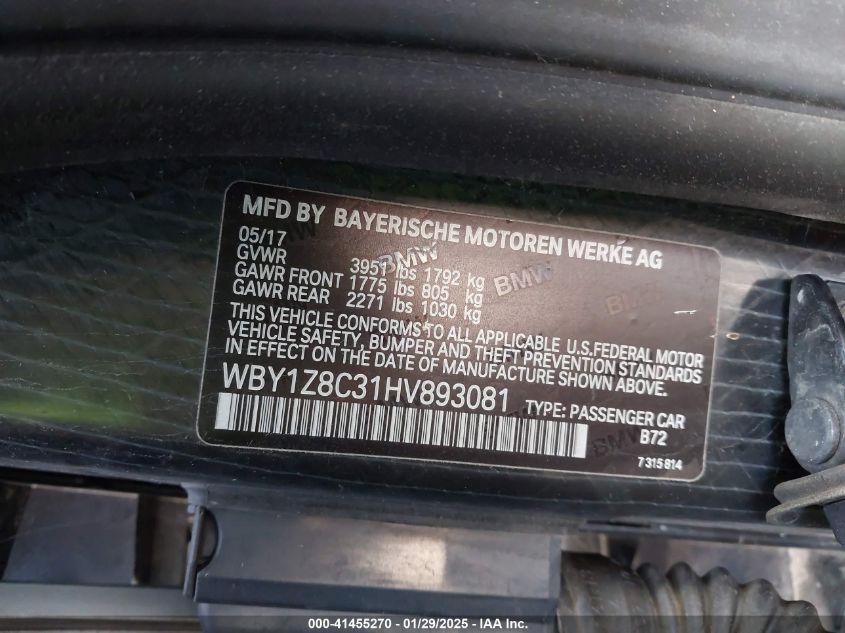 MFD BY BAYERISCHE MOTOREN WERKE AG
05/17
GVWR 3951 lbs 1792 kg
GAWR FRONT 1775 lbs 805 kg
GAWR REAR 2271 lbs 1030 kg
THIS VEHICLE CONFORMS TO ALL APPLICABLE U.S.FEDERAL MOTOR
VEHICLE SAFETY, BUMPER AND THEFT PREVENTION STANDARDS
IN EFFECT ON THE DATE OF MANUFACTURE SHOWN ABOVE.
WBY1Z8C31HV893081 TYPE: PASSENGER CAR
B72
7315814
BMW
BMW
BMW
000-41455270 - 01/29/2025 - IAA Inc.